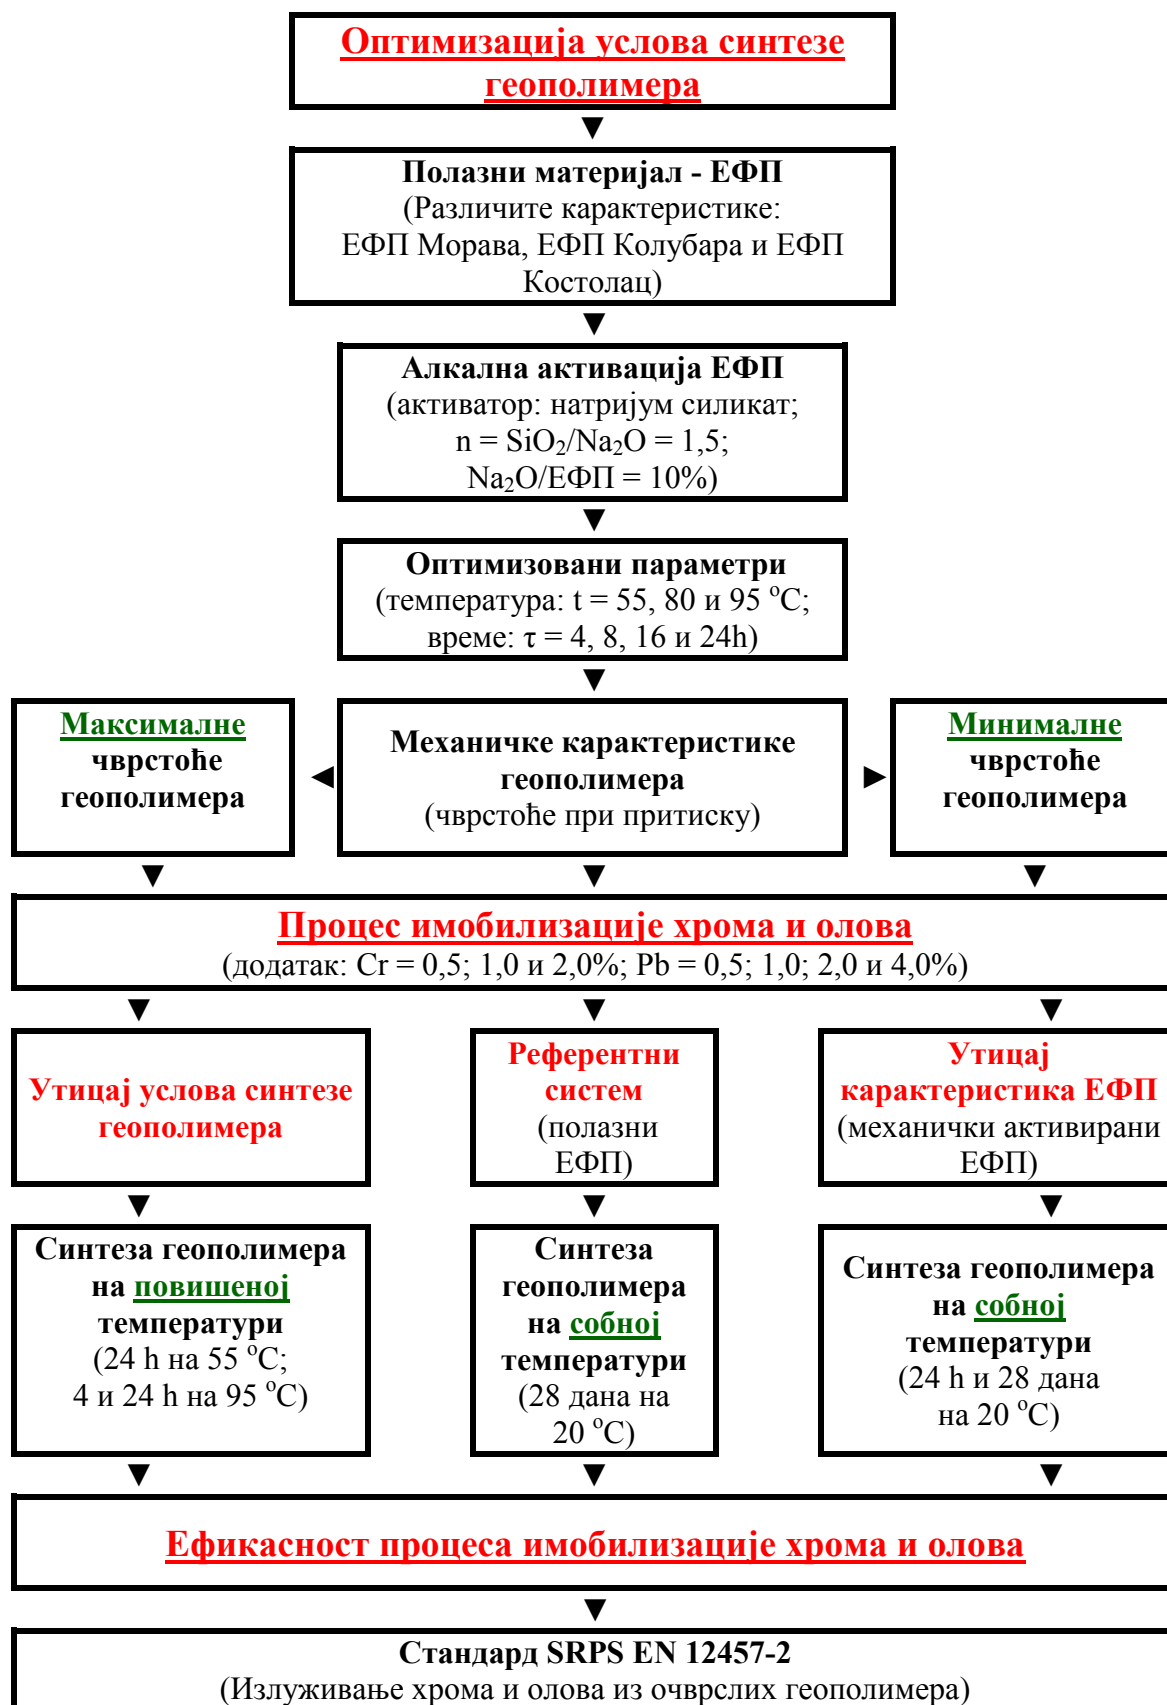 Оптимизација услова синтезе
геополимера
Полазни материјал - ЕФП
(Различите карактеристике:
ЕФП Морава, ЕФП Колубара и ЕФП
Костолац)
Алкална активација ЕФП
(активатор: натријум силикат;
n = SiO₂/Na₂O = 1,5;
Na₂O/ЕФП = 10%)
Оптимизовани параметри
(температура: t = 55, 80 и 95 °C;
време: τ = 4, 8, 16 и 24h)
Максималне
чврстоће
геополимера
Механичке карактеристике
геополимера
(чврстоће при притиску)
Минималне
чврстоће
геополимера
Процес имобилизације хрома и олова
(додатак: Cr = 0,5; 1,0 и 2,0%; Pb = 0,5; 1,0; 2,0 и 4,0%)
Утицај услова синтезе
геополимера
Референтни
систем
(полазни
ЕФП)
Утицај
карактеристика ЕФП
(механички активирани
ЕФП)
Синтеза геополимера
на повишеној
температури
(24 h на 55 °C;
4 и 24 h на 95 °C)
Синтеза
геополимера
на собној
температури
(28 дана на
20 °C)
Синтеза геополимера
на собној
температури
(24 h и 28 дана
на 20 °C)
Ефикасност процеса имобилизације хрома и олова
Стандард SRPS EN 12457-2
(Излуживање хрома и олова из очврслих геополимера)